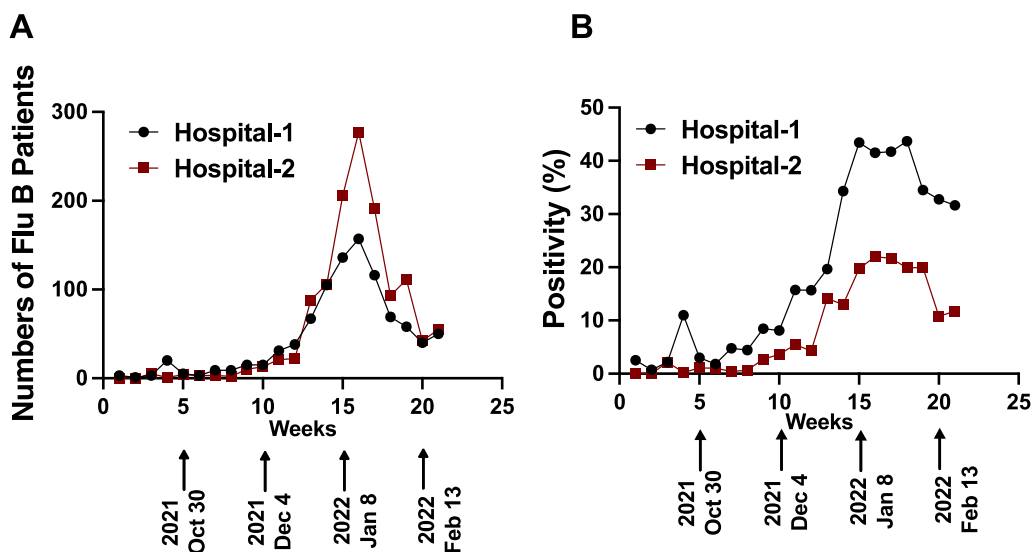 A
Numbers of Flu B Patients
300
200
100
0
Hospital-1
Hospital-2
0 5 10 15 20 25
Weeks
2021
Oct 30
2021
Dec 4
2022
Jan 8
2022
Feb 13
B
Positivity (%)
50
40
30
20
10
0
Hospital-1
Hospital-2
0 5 10 15 20 25
Weeks
2021
Oct 30
2021
Dec 4
2022
Jan 8
2022
Feb 13